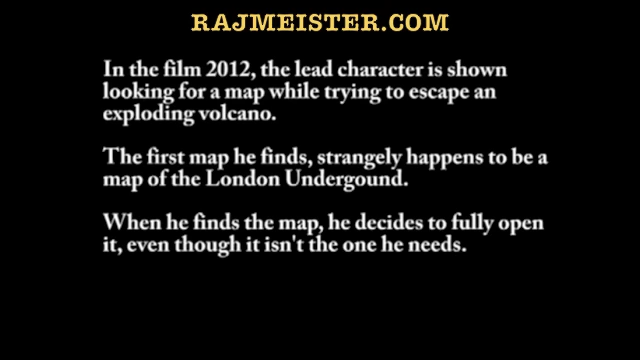 RAJMEISTER.COM
In the film 2012, the lead character is shown
looking for a map while trying to escape an
exploding volcano.
The first map he finds, strangely happens to be a
map of the London Undergound.
When he finds the map, he decides to fully open
it, even though it isn't the one he needs.